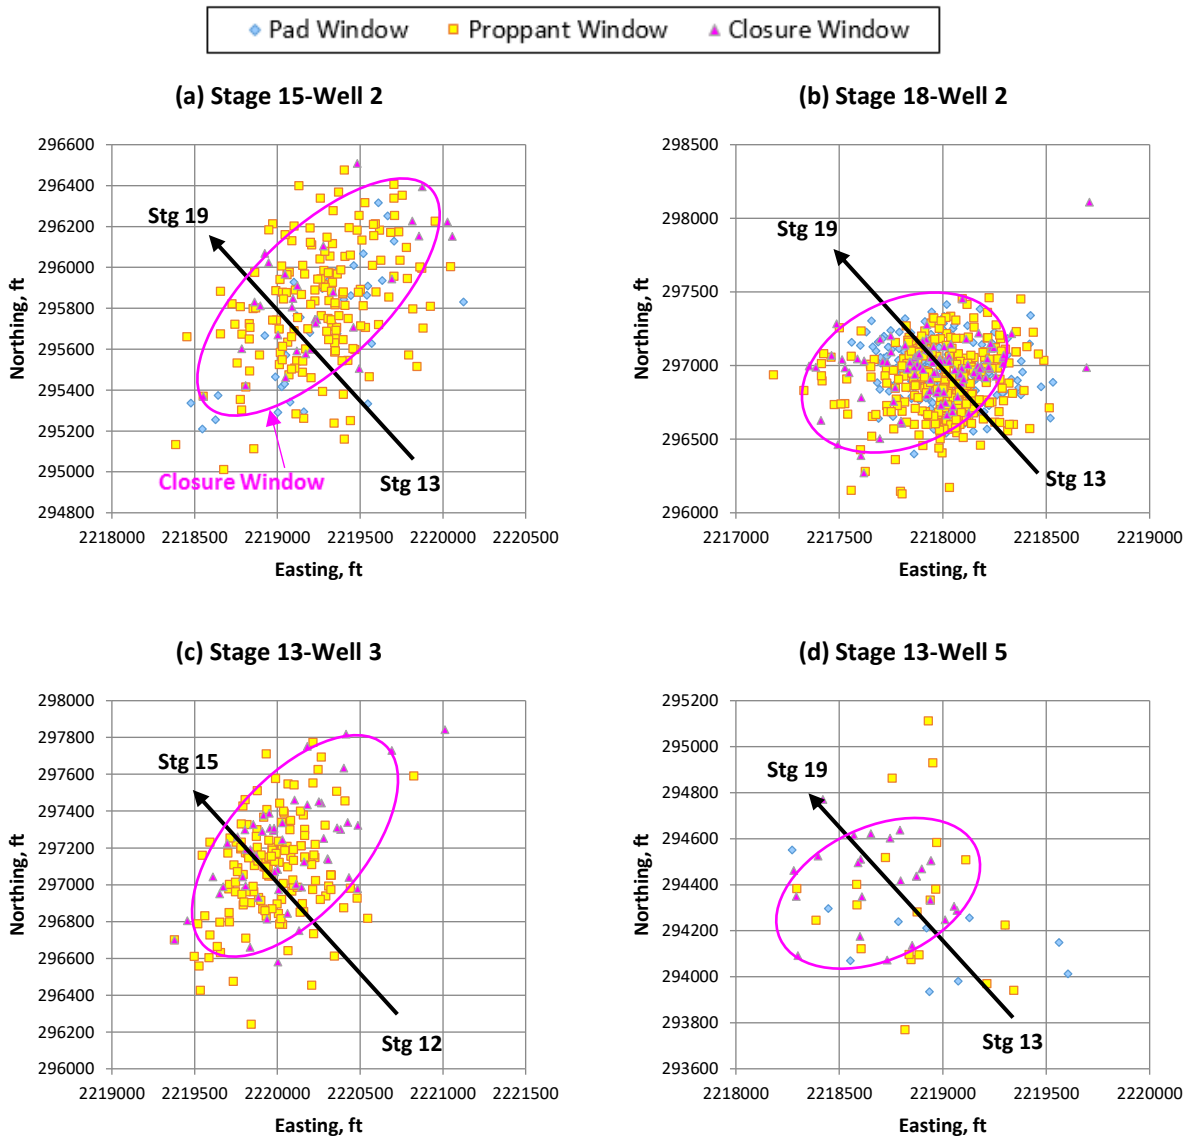 Pad Window Proppant Window Closure Window
(a) Stage 15-Well 2
296600
296400
296200
296000
295800
295600
295400
295200
295000
294800
Northing, ft
Stg 19
Closure Window
Stg 13
2218000 2218500 2219000 2219500 2220000 2220500
Easting, ft
(b) Stage 18-Well 2
298500
298000
297500
297000
296500
296000
Northing, ft
Stg 19
Stg 13
2217000 2217500 2218000 2218500 2219000
Easting, ft
(c) Stage 13-Well 3
298000
297800
297600
297400
297200
297000
296800
296600
296400
296200
296000
Northing, ft
Stg 15
Stg 12
2219000 2219500 2220000 2220500 2221000 2221500
Easting, ft
(d) Stage 13-Well 5
295200
295000
294800
294600
294400
294200
294000
293800
293600
Northing, ft
Stg 19
Stg 13
2218000 2218500 2219000 2219500 2220000
Easting, ft